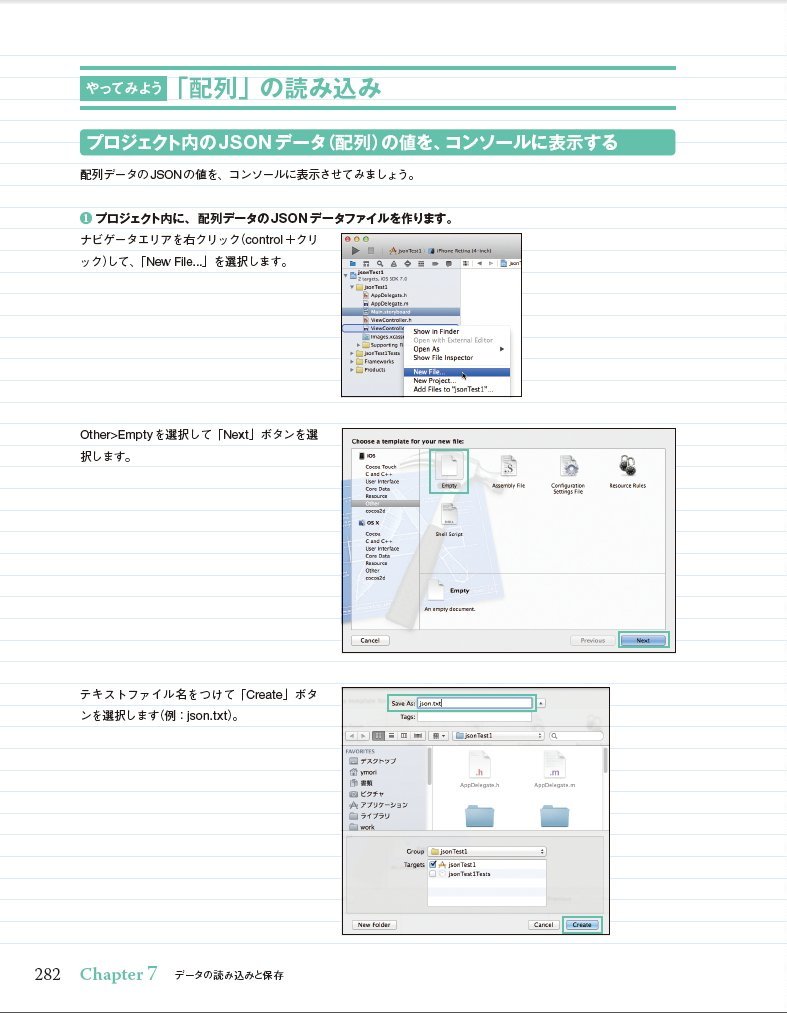 やってみよう 「配列」の読み込み
プロジェクト内のJSONデータ(配列)の値を、コンソールに表示する
配列データのJSONの値を、コンソールに表示させてみましょう。
❶ プロジェクト内に、配列データのJSONデータファイルを作ります。
ナビゲータエリアを右クリック(control＋クリ
ック)して、「New File...」を選択します。
jsonTest1
iPhone Retina (4-inch)
jsonTest1
2 targets, iOS SDK 7.0
jsonTest1
AppDelegate.h
AppDelegate.m
Main.storyboard
ViewController.h
ViewControlle
Images.xcasse
Supporting fi
jsonTest1Tests
Frameworks
Products
Show in Finder
Open with External Editor
Open As
Show File Inspector
New File...
New Project...
Add Files to "jsonTest1"...
Other>Emptyを選択して「Next」ボタンを選
択します。
Choose a template for your new file:
iOS
Cocoa Touch
C and C++
User Interface
Core Data
Resource
Other
cocos2d
OS X
Cocoa
C and C++
User Interface
Core Data
Resource
Other
cocos2d
Empty
Assembly File
Configuration
Settings File
Resource Rules
Shell Script
Empty
An empty document.
Cancel
Previous
Next
テキストファイル名をつけて「Create」ボタ
ンを選択します(例：json.txt)。
Save As: json.txt
Tags:
jsonTest1
FAVORITES
デスクトップ
ymori
書類
ピクチャ
アプリケーション
ライブラリ
work
AppDelegate.h
AppDelegate.m
Group jsonTest1
Targets jsonTest1
jsonTest1Tests
New Folder
Cancel
Create
282 Chapter 7 データの読み込みと保存